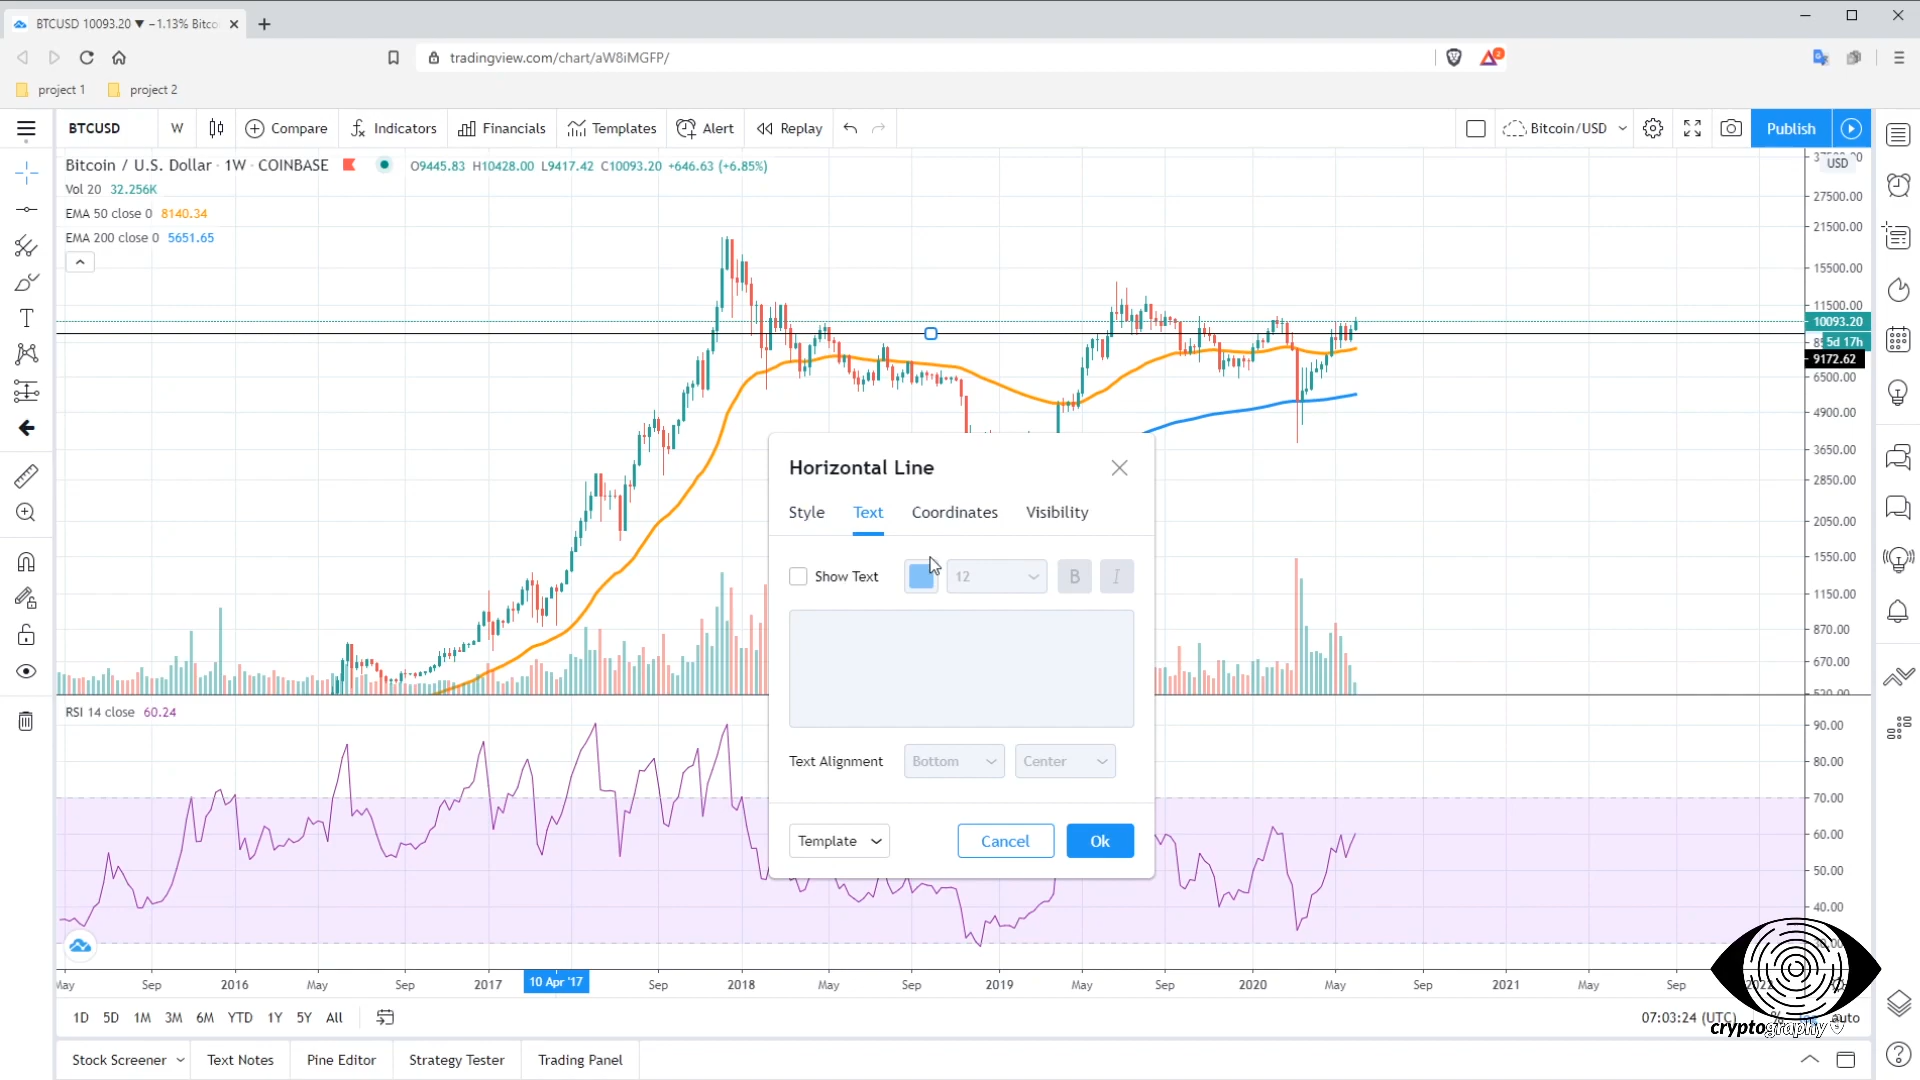 BTCUSD 10093.20 ▼ −1.13% Bitco
tradingview.com/chart/aW8iMGFP/
2
project 1
project 2
BTCUSD
W
Compare
Indicators
Financials
Templates
Alert
Replay
Bitcoin/USD
Publish
Bitcoin / U.S. Dollar · 1W · COINBASE
O9445.83 H10428.00 L9417.42 C10093.20 +646.63 (+6.85%)
USD
Vol 20 32.256K
EMA 50 close 0 8140.34
EMA 200 close 0 5651.65
27500.00
21500.00
15500.00
11500.00
10093.20
5d 17h
9172.62
6500.00
4900.00
3650.00
2850.00
2050.00
1550.00
1150.00
870.00
670.00
Horizontal Line
Style
Text
Coordinates
Visibility
Show Text
12
B
I
Text Alignment
Bottom
Center
Template
Cancel
Ok
RSI 14 close 60.24
90.00
80.00
70.00
60.00
50.00
40.00
May
Sep
2016
May
Sep
2017
10 Apr '17
Sep
2018
May
Sep
2019
May
Sep
2020
May
Sep
2021
May
Sep
2022
1D
5D
1M
3M
6M
YTD
1Y
5Y
All
07:03:24 (UTC)
%
auto
cryptography
Stock Screener
Text Notes
Pine Editor
Strategy Tester
Trading Panel